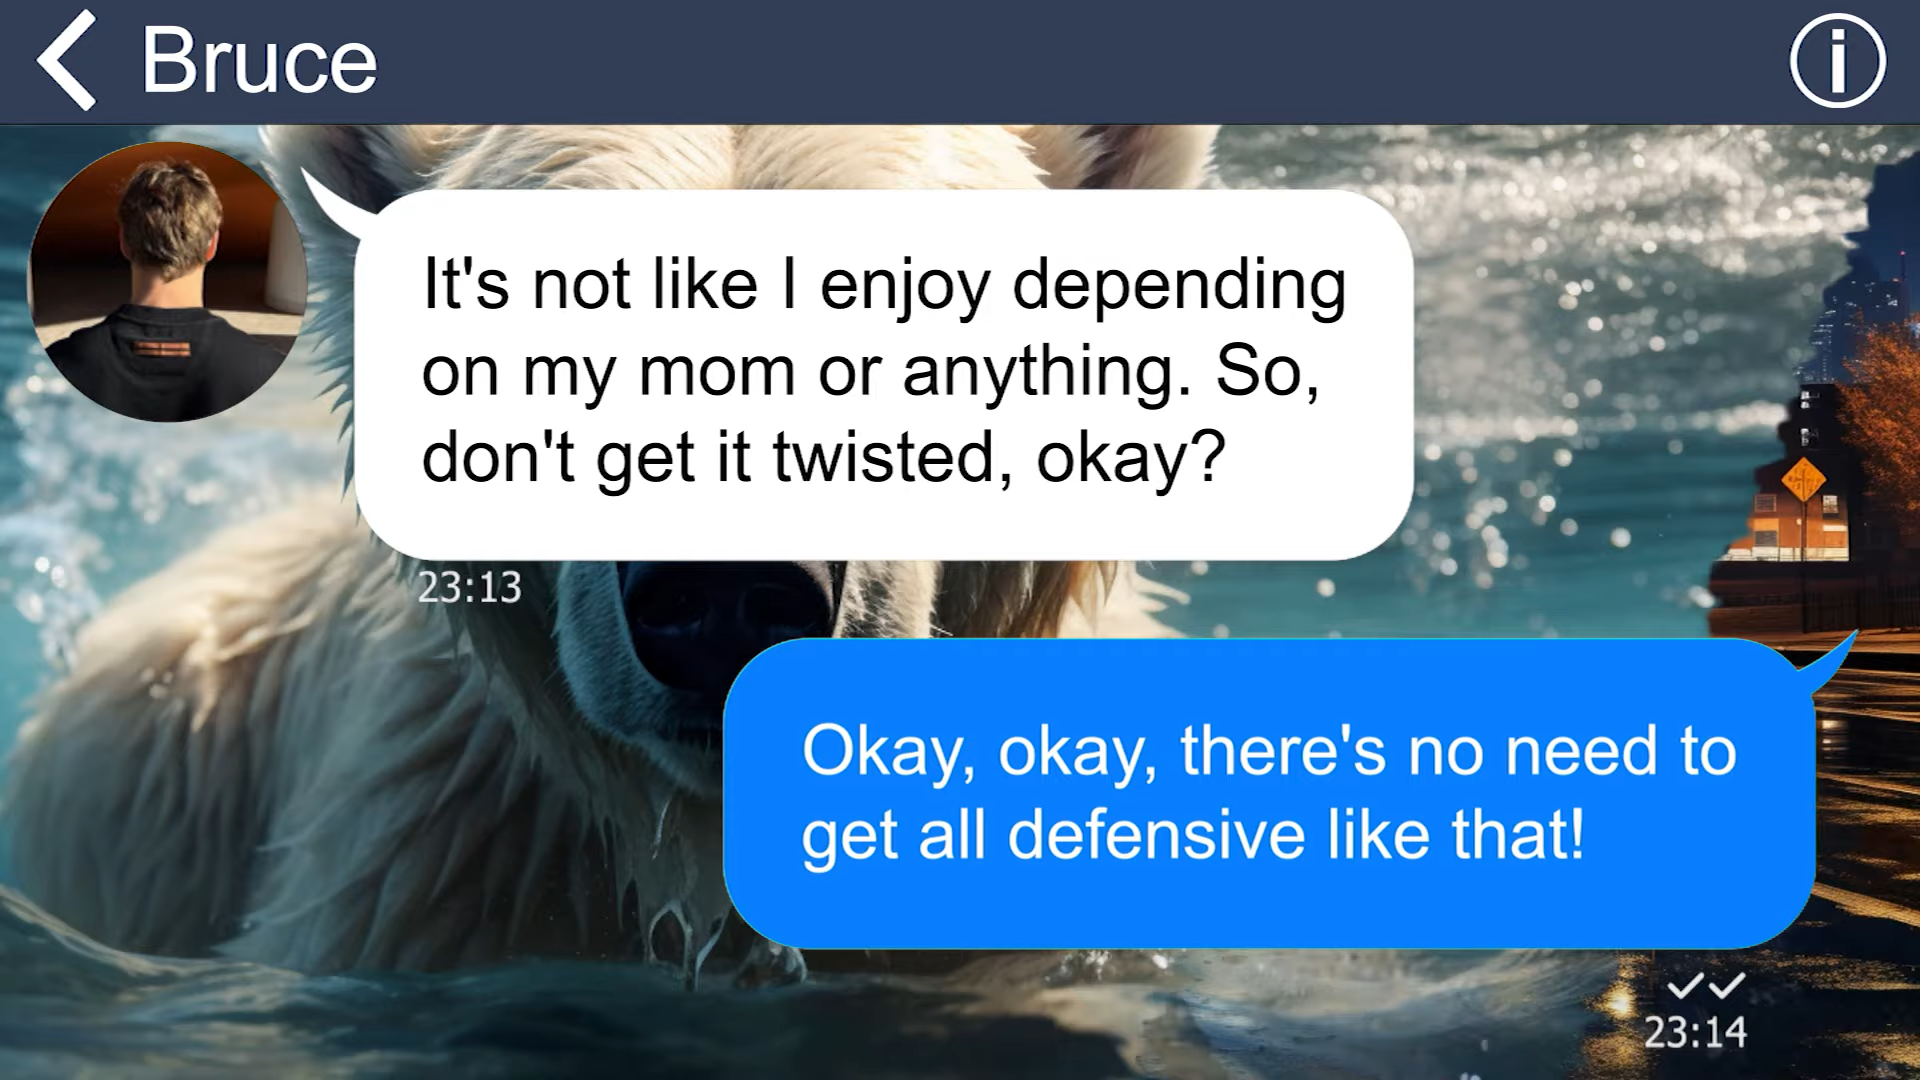 Bruce
It's not like I enjoy depending
on my mom or anything. So,
don't get it twisted, okay?
23:13
Okay, okay, there's no need to
get all defensive like that!
23:14